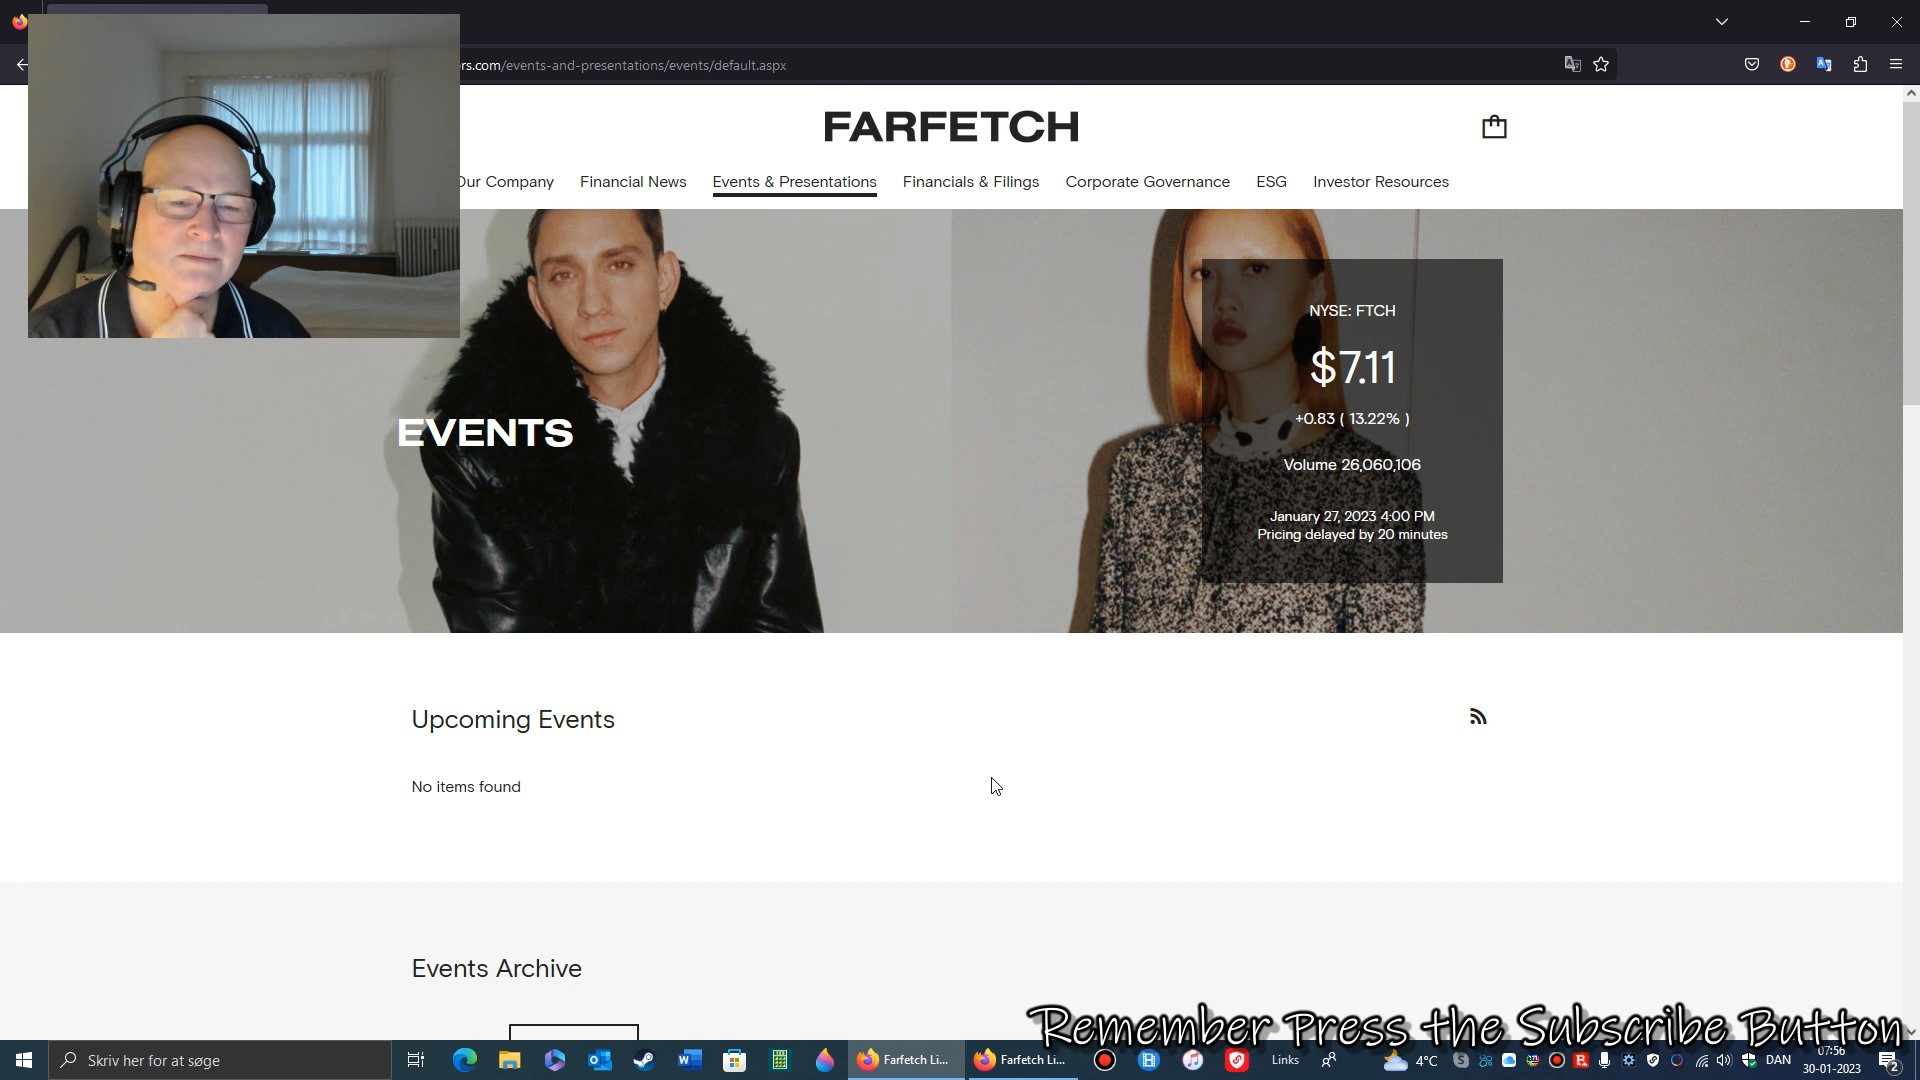 rs.com/events-and-presentations/events/default.aspx
FARFETCH
Our Company Financial News Events & Presentations Financials & Filings Corporate Governance ESG Investor Resources
NYSE: FTCH
$7.11
+0.83 ( 13.22% )
EVENTS
Volume 26,060,106
January 27, 2023 4:00 PM
Pricing delayed by 20 minutes
Upcoming Events
No items found
Events Archive
Remember Press the Subscribe Button
Skriv her for at søge
Farfetch Li...
Farfetch Li...
Links
4°C
DAN
07:56
30-01-2023
2